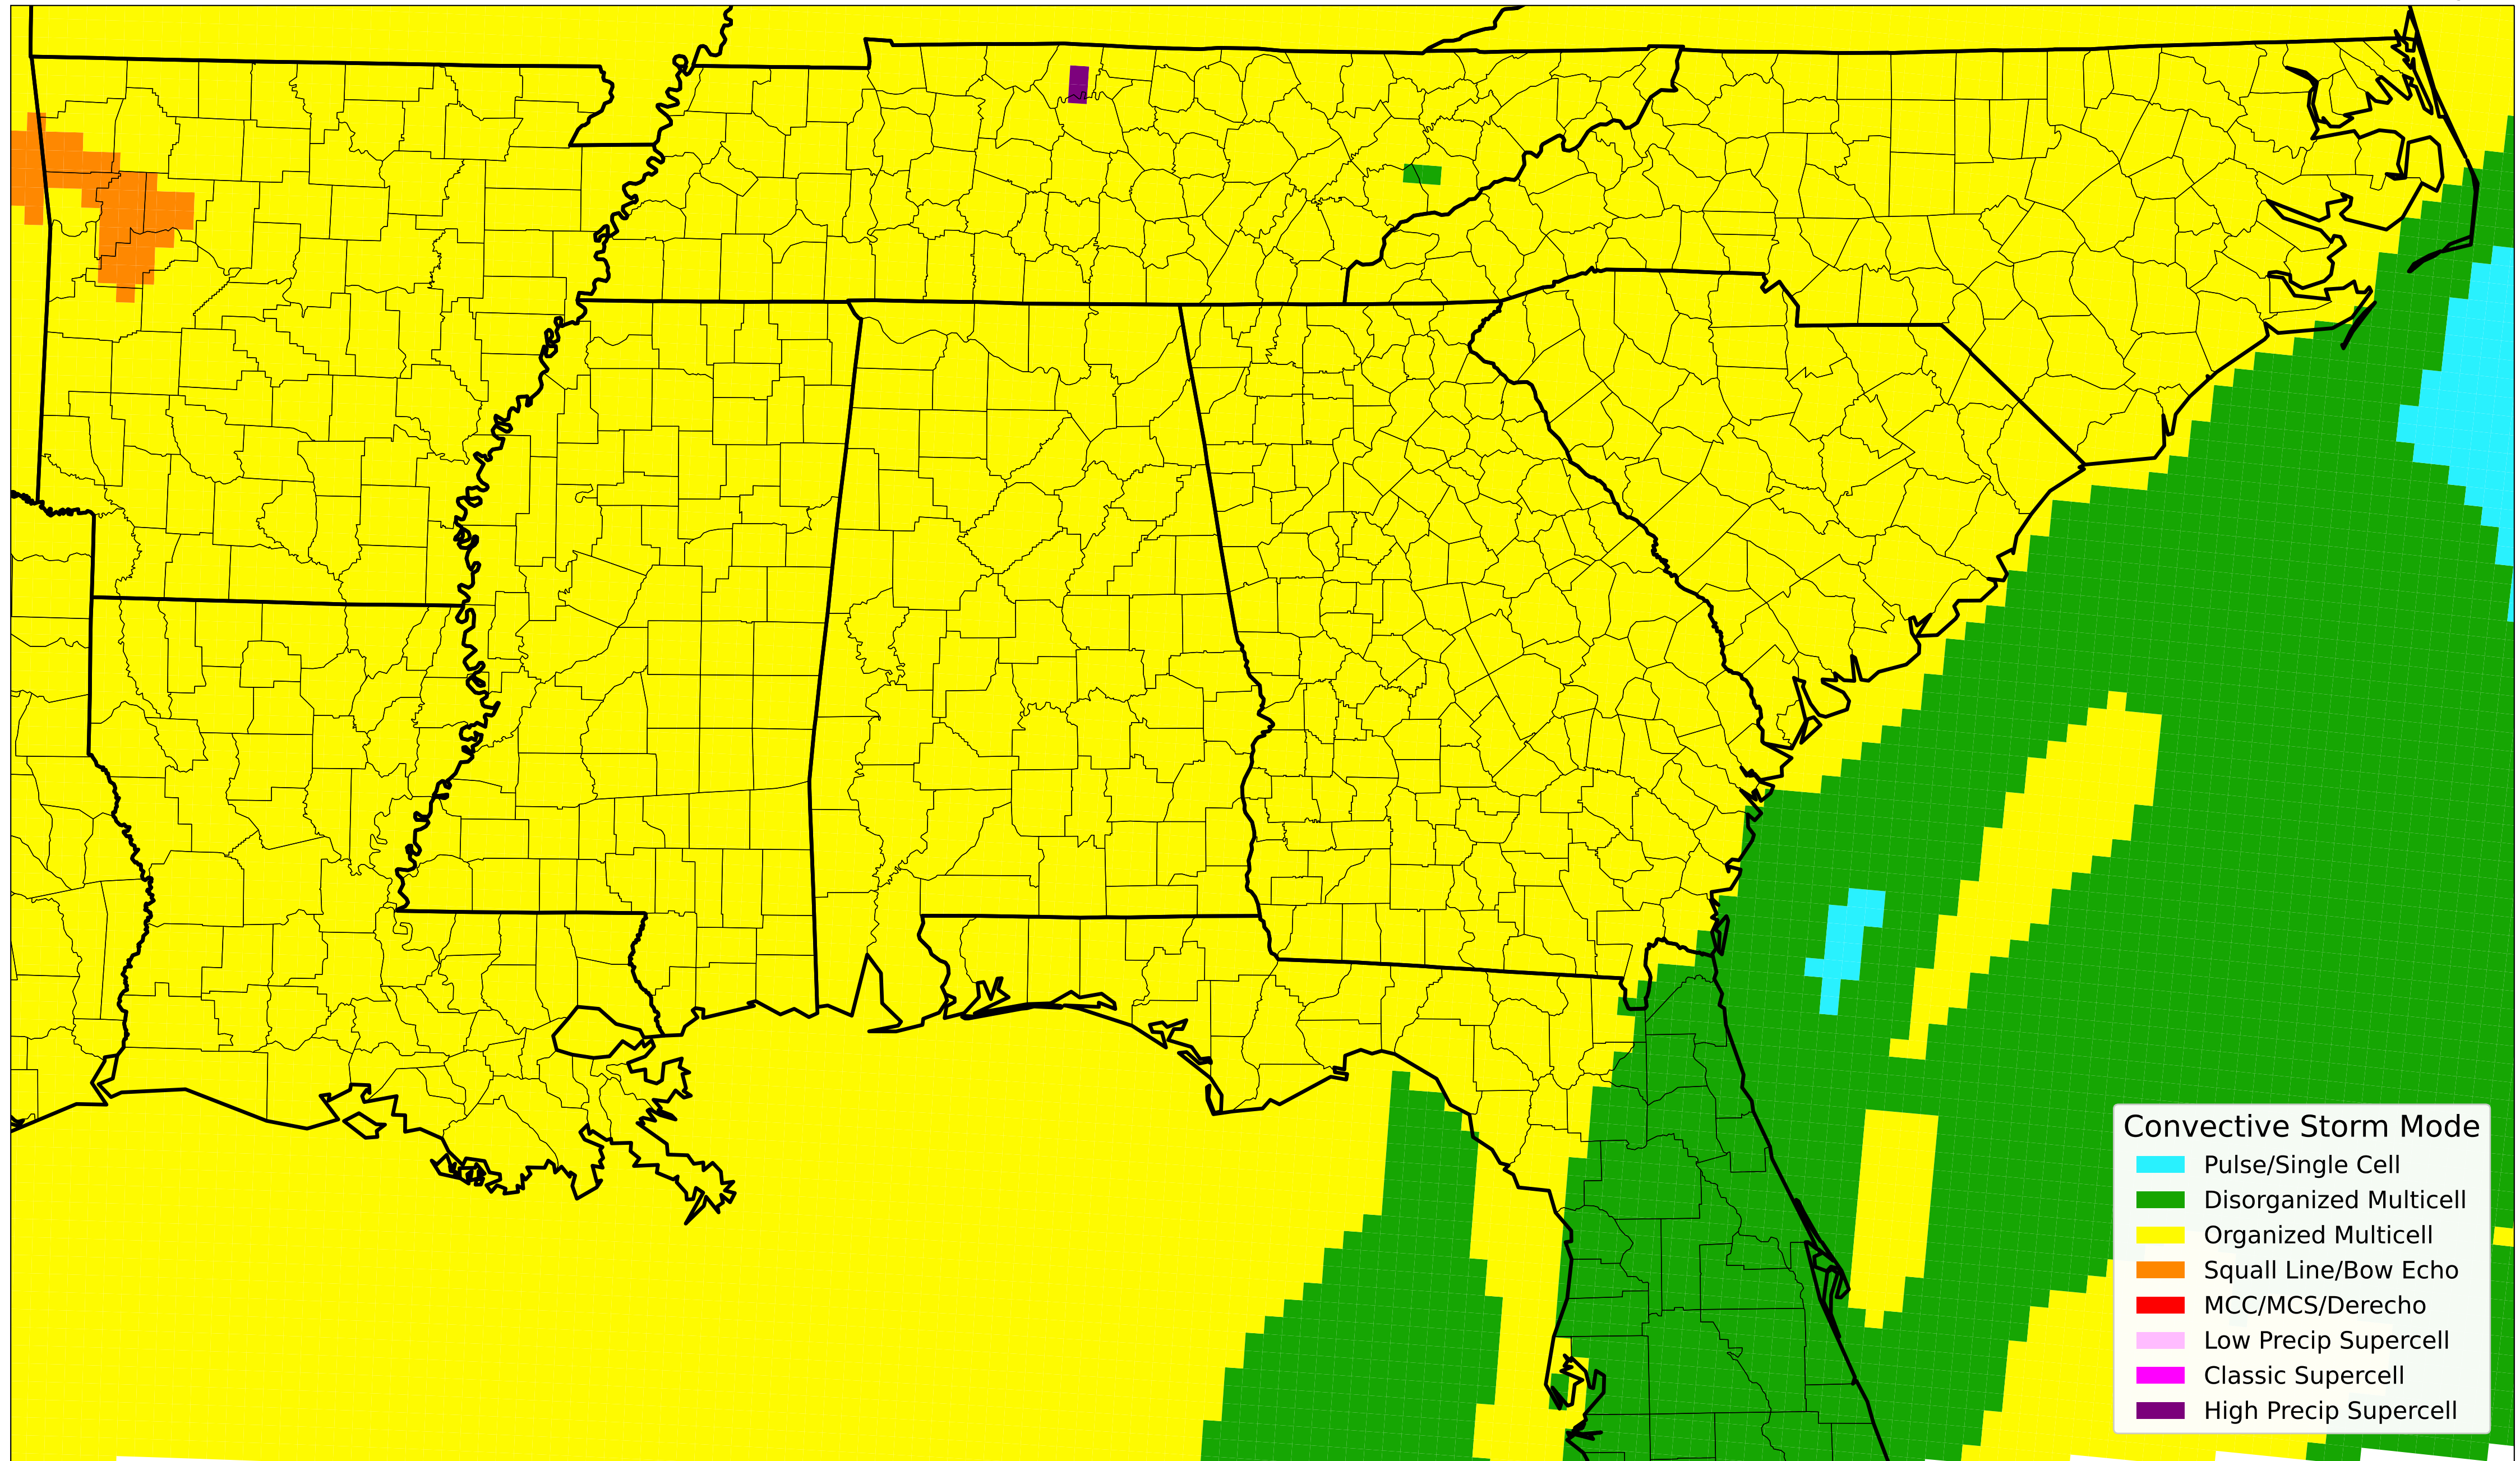 Convective Storm Mode
Pulse/Single Cell
Disorganized Multicell
Organized Multicell
Squall Line/Bow Echo
MCC/MCS/Derecho
Low Precip Supercell
Classic Supercell
High Precip Supercell